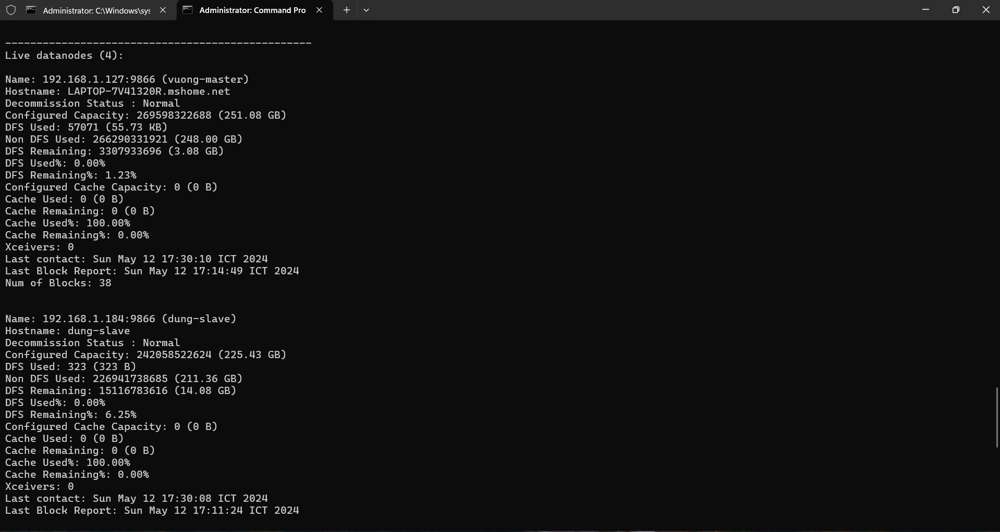 Administrator: C:\Windows\sys
Administrator: Command Pro
-------------------------------------------------
Live datanodes (4):
Name: 192.168.1.127:9866 (vuong-master)
Hostname: LAPTOP-7V41320R.mshome.net
Decommission Status : Normal
Configured Capacity: 269598322688 (251.08 GB)
DFS Used: 57071 (55.73 KB)
Non DFS Used: 266290331921 (248.00 GB)
DFS Remaining: 3307933696 (3.08 GB)
DFS Used%: 0.00%
DFS Remaining%: 1.23%
Configured Cache Capacity: 0 (0 B)
Cache Used: 0 (0 B)
Cache Remaining: 0 (0 B)
Cache Used%: 100.00%
Cache Remaining%: 0.00%
Xceivers: 0
Last contact: Sun May 12 17:30:10 ICT 2024
Last Block Report: Sun May 12 17:14:49 ICT 2024
Num of Blocks: 38
Name: 192.168.1.184:9866 (dung-slave)
Hostname: dung-slave
Decommission Status : Normal
Configured Capacity: 242058522624 (225.43 GB)
DFS Used: 323 (323 B)
Non DFS Used: 226941738685 (211.36 GB)
DFS Remaining: 15116783616 (14.08 GB)
DFS Used%: 0.00%
DFS Remaining%: 6.25%
Configured Cache Capacity: 0 (0 B)
Cache Used: 0 (0 B)
Cache Remaining: 0 (0 B)
Cache Used%: 100.00%
Cache Remaining%: 0.00%
Xceivers: 0
Last contact: Sun May 12 17:30:08 ICT 2024
Last Block Report: Sun May 12 17:11:24 ICT 2024